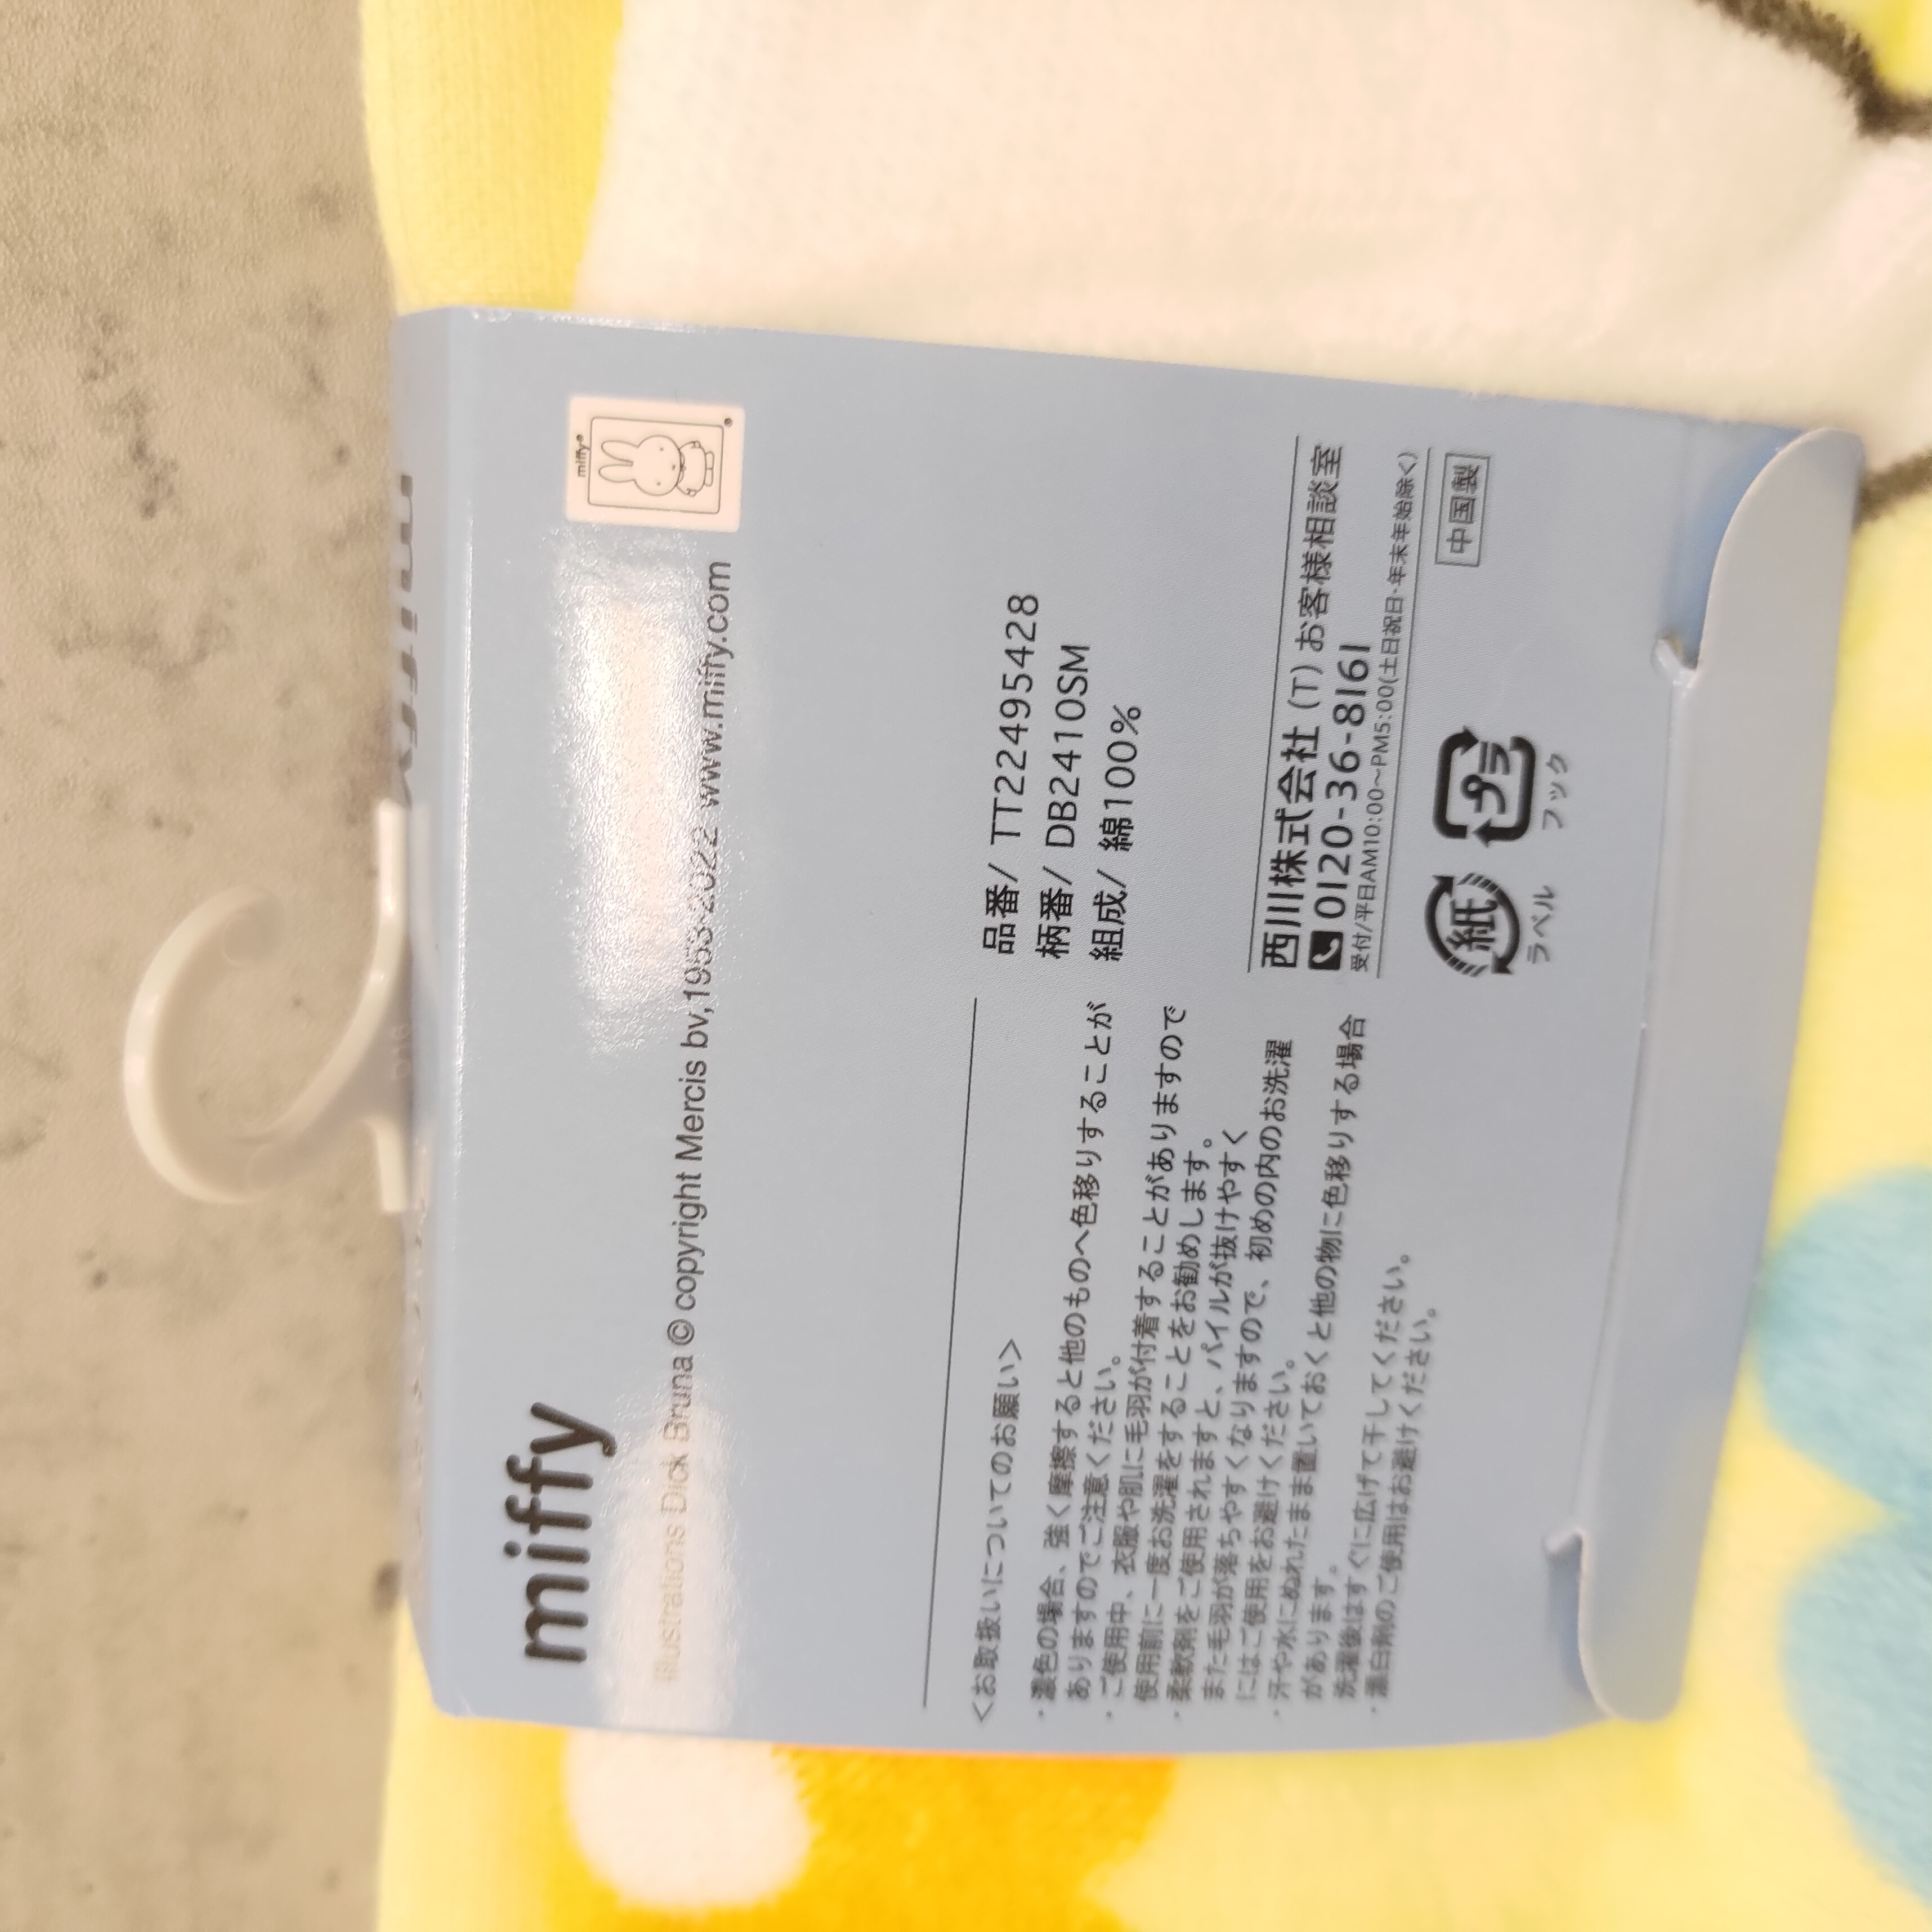 miffy
Illustrations Dick Bruna © copyright Mercis bv,1953-2022 www.miffy.com
miffy®
<お取扱いについてのお願い>
・濃色の場合、強く摩擦すると他のものへ色移りすることが
ありますのでご注意ください。
・ご使用中、衣服や肌に毛羽が付着することがありますので
使用前に一度お洗濯をすることをお勧めします。
・柔軟剤をご使用されますと、パイルが抜けやすく
また毛羽が落ちやすくなりますので、初めの内のお洗濯
にはご使用をお避けください。
・汗や水にぬれたまま置いておくと他の物に色移りする場合
があります。
洗濯後はすぐに広げて干してください。
・漂白剤のご使用はお避けください。
品番/ TT22495428
柄番/ DB2410SM
組成/ 綿100%
西川株式会社 (T) お客様相談室
0120-36-8161
受付/平日AM10:00~PM5:00(土日祝日・年末年始除く)
紙 プラ
ラベル フック
中国製